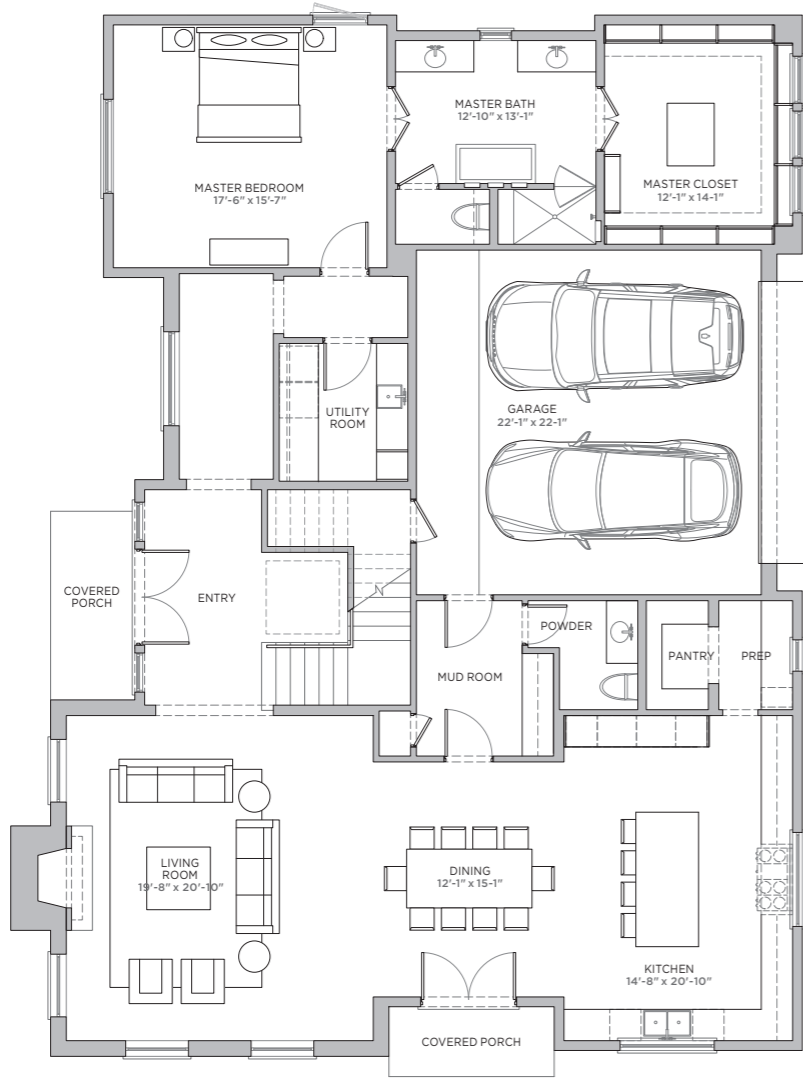 MASTER BATH
12'-10" x 13'-1"
MASTER BEDROOM
17'-6" x 15'-7"
MASTER CLOSET
12'-1" x 14'-1"
GARAGE
22'-1" x 22'-1"
UTILITY
ROOM
COVERED
PORCH
ENTRY
POWDER
PANTRY
PREP
MUD ROOM
LIVING
ROOM
19'-8" x 20'-10"
DINING
12'-1" x 15'-1"
KITCHEN
14'-8" x 20'-10"
COVERED PORCH